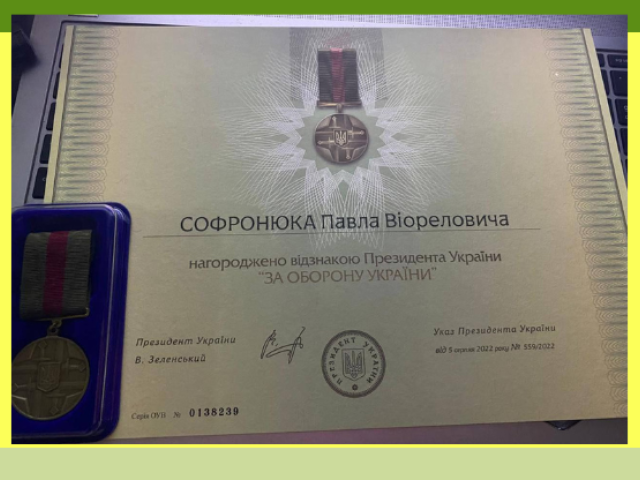 СОФРОНЮКА Павла Віореловича
нагороджено відзнакою Президента України
"ЗА ОБОРОНУ УКРАЇНИ"
Президент України
В. Зеленський
ПРЕЗИДЕНТ УКРАЇНИ
Указ Президента України
від 5 серпня 2022 року № 559/2022
Серія ОУН № 0138239